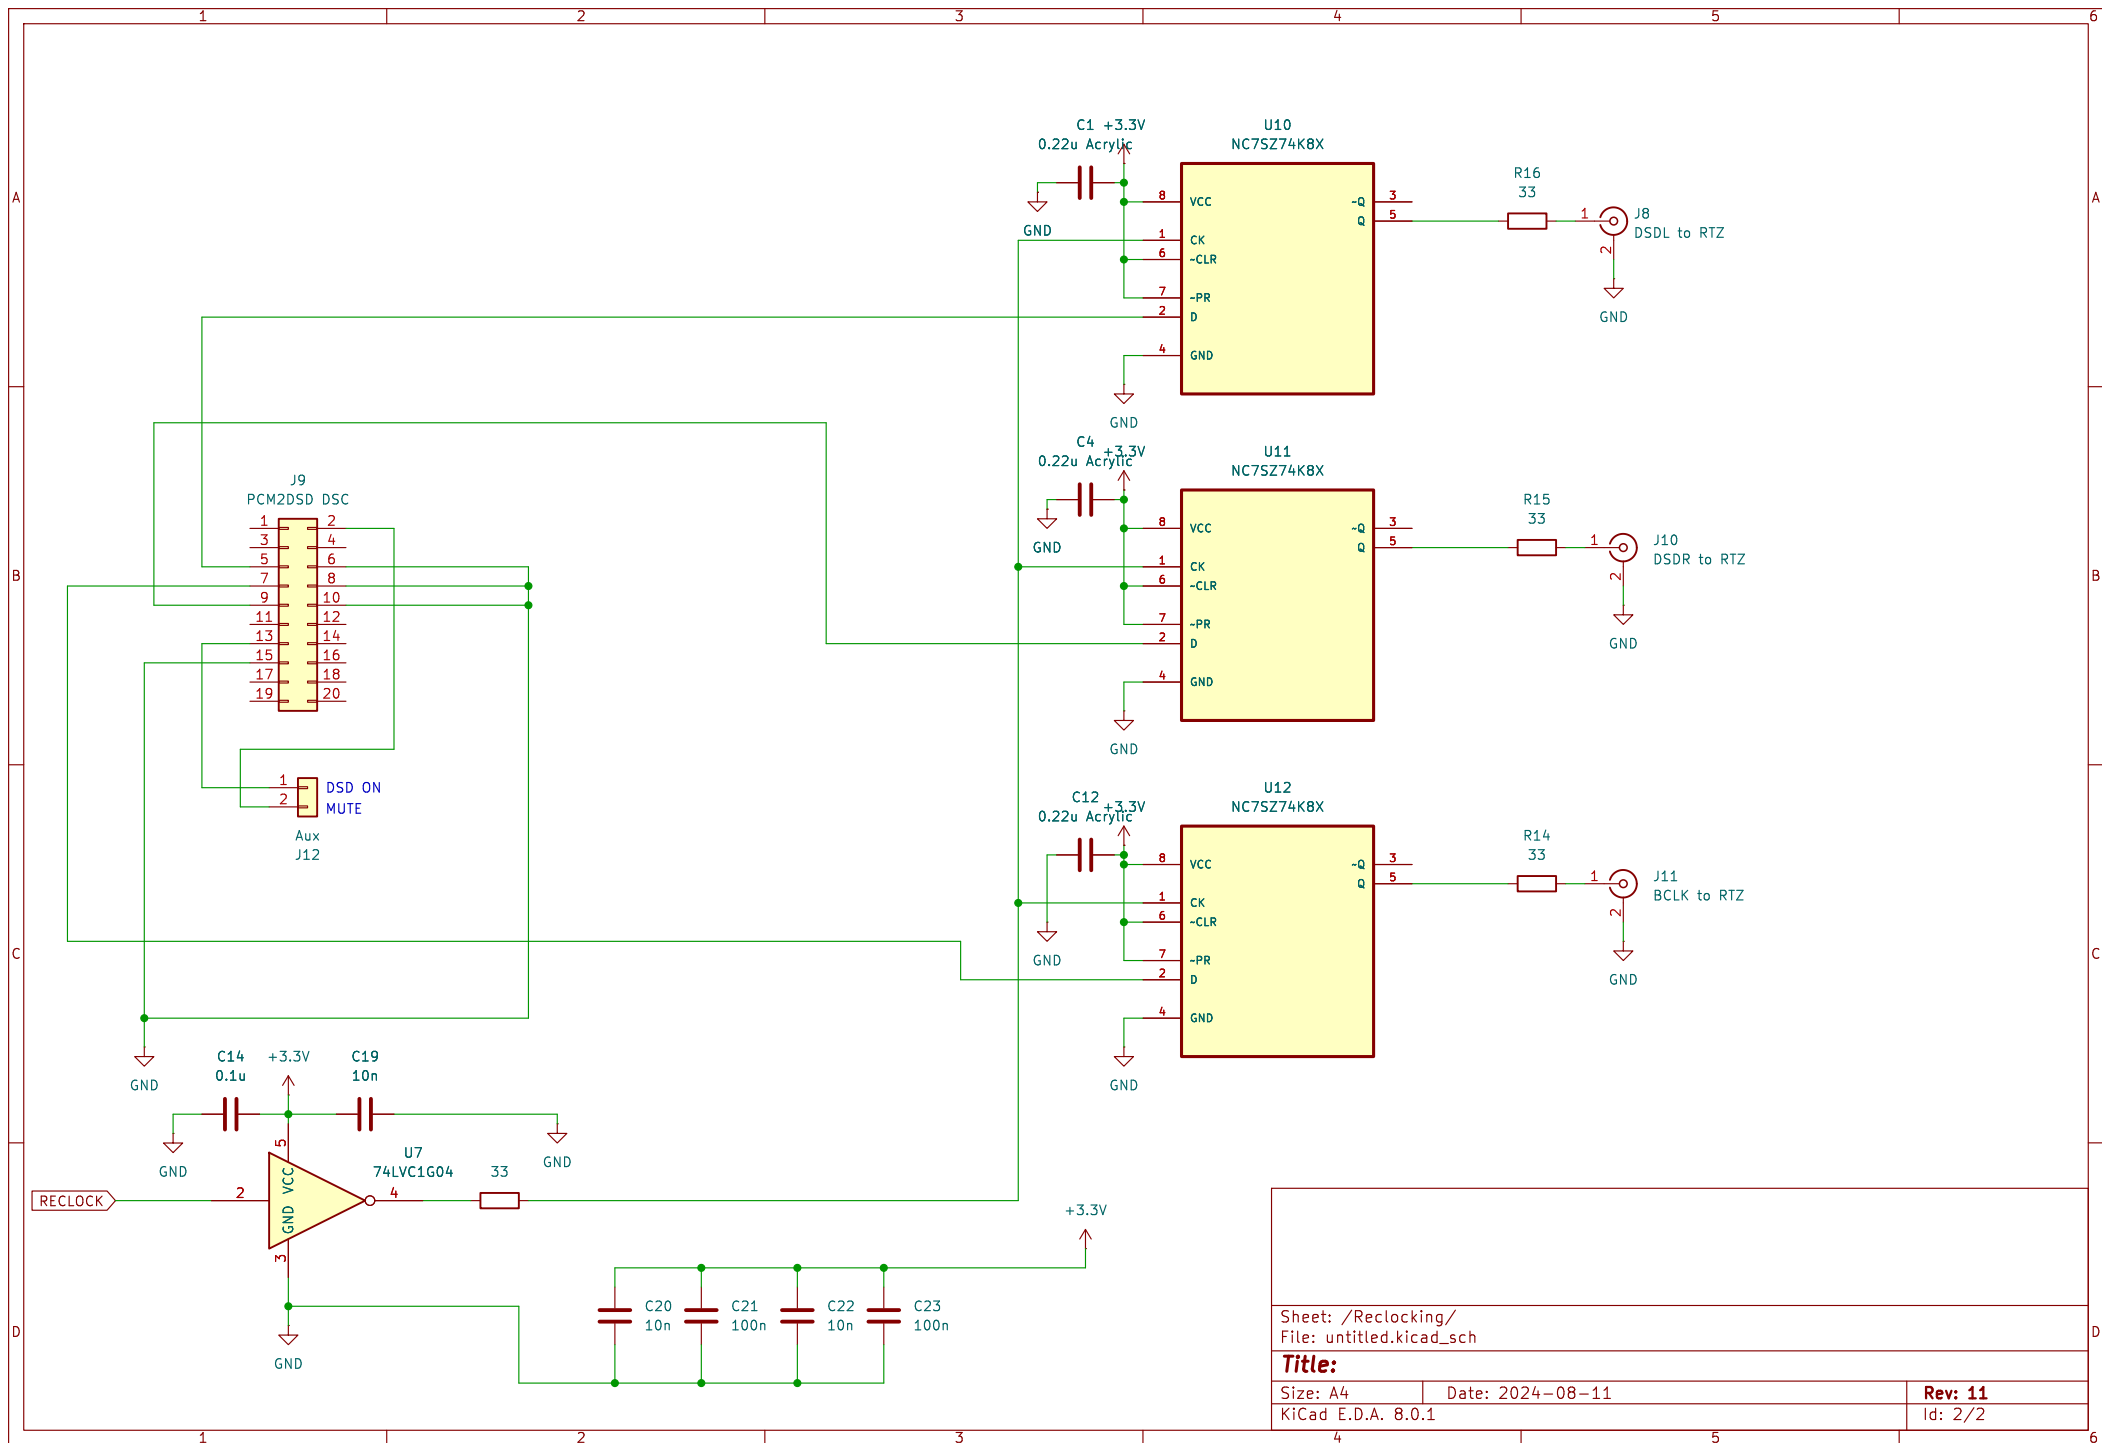 1 2 3 4 5 6
A
B
C
D
A
B
C
D
1 2 3 4 5 6
C1 +3.3V
0.22u Acrylic
GND
U10
NC7SZ74K8X
8 VCC
1 CK
6 ~CLR
7 ~PR
2 D
4 GND
~Q 3
Q 5
GND
R16
33
1
2
J8
DSDL to RTZ
GND
C4
+3.3V
0.22u Acrylic
GND
U11
NC7SZ74K8X
8 VCC
1 CK
6 ~CLR
7 ~PR
2 D
4 GND
~Q 3
Q 5
GND
R15
33
1
2
J10
DSDR to RTZ
GND
J9
PCM2DSD DSC
1 2
3 4
5 6
7 8
9 10
11 12
13 14
15 16
17 18
19 20
1 DSD ON
2 MUTE
Aux
J12
GND
C12
+3.3V
0.22u Acrylic
GND
U12
NC7SZ74K8X
8 VCC
1 CK
6 ~CLR
7 ~PR
2 D
4 GND
~Q 3
Q 5
GND
R14
33
1
2
J11
BCLK to RTZ
GND
C14
0.1u
+3.3V
C19
10n
GND
GND
RECLOCK
2
5
VCC
GND
3
4
U7
74LVC1G04
33
GND
+3.3V
C20
10n
C21
100n
C22
10n
C23
100n
Sheet: /Reclocking/
File: untitled.kicad_sch
Title:
Size: A4 Date: 2024-08-11 Rev: 11
KiCad E.D.A. 8.0.1 Id: 2/2